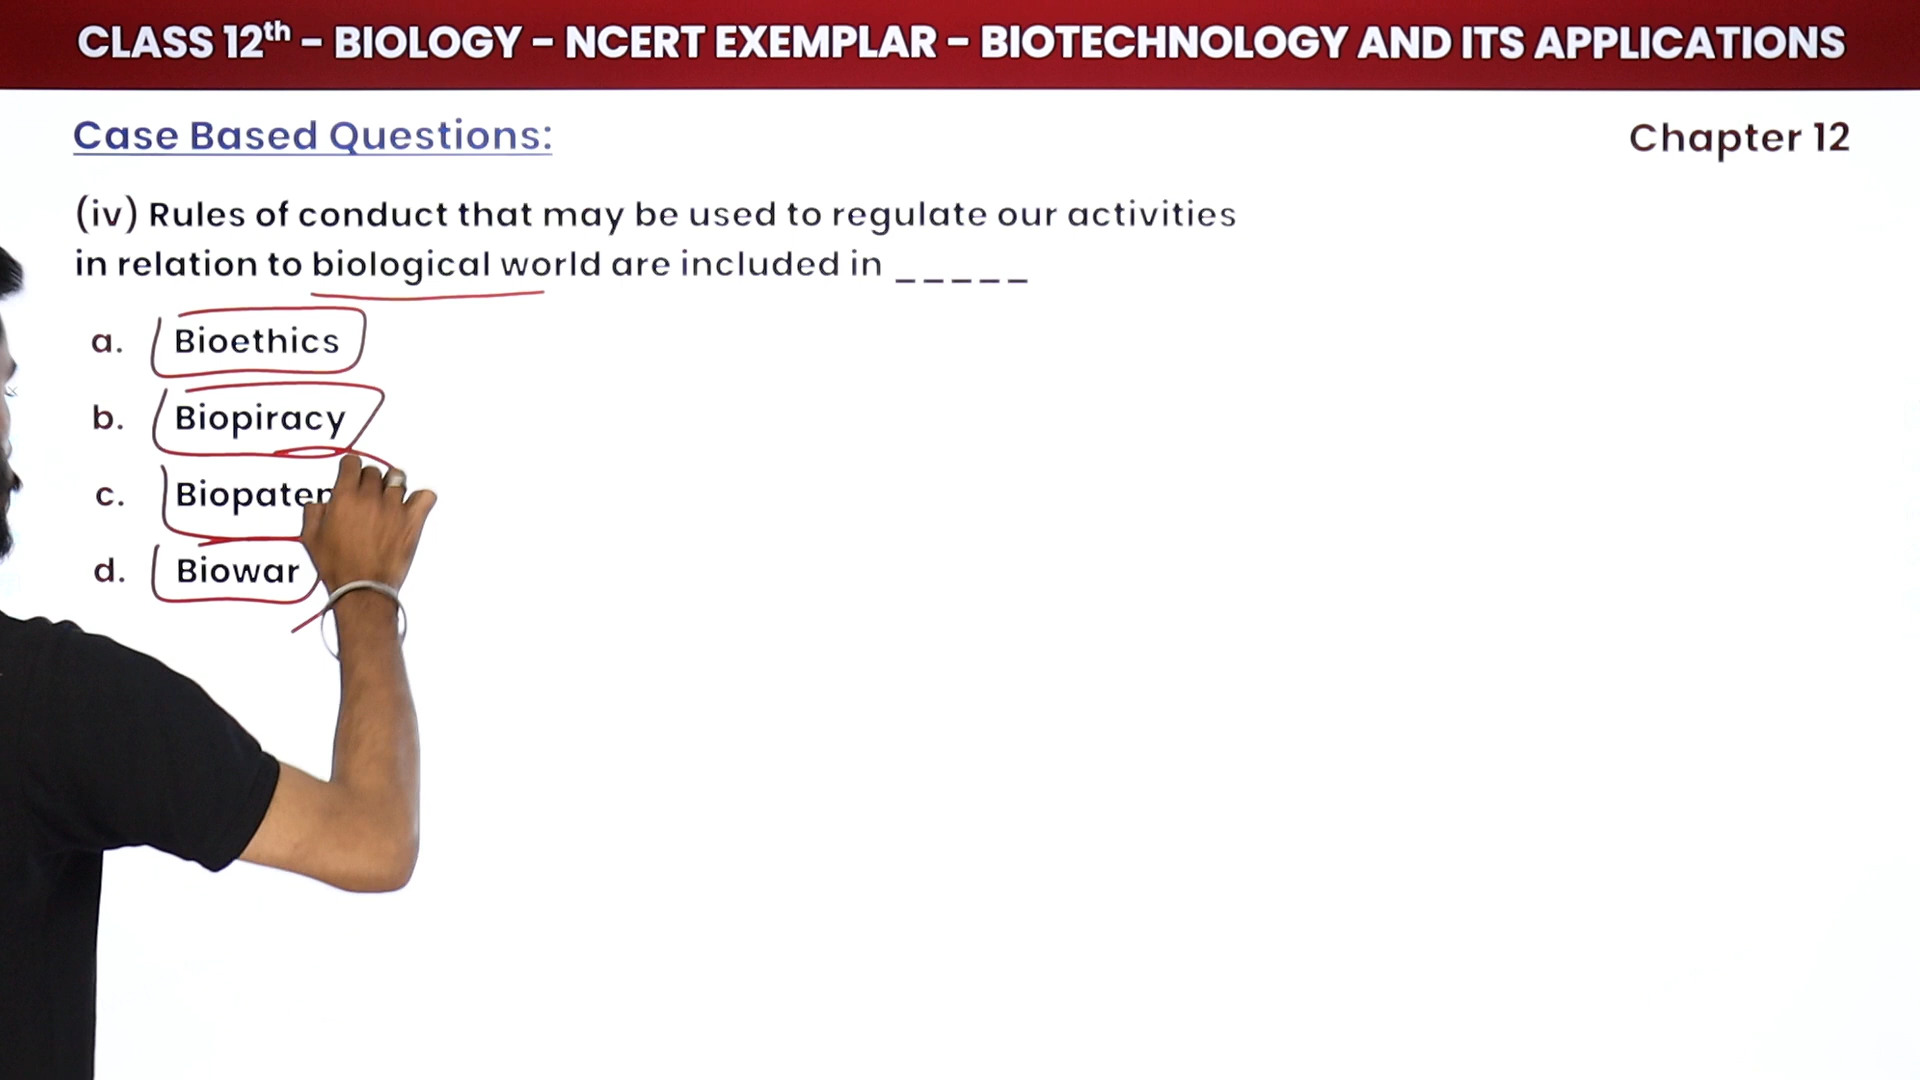 CLASS 12th - BIOLOGY - NCERT EXEMPLAR - BIOTECHNOLOGY AND ITS APPLICATIONS
Case Based Questions:
Chapter 12
(iv) Rules of conduct that may be used to regulate our activities
in relation to biological world are included in _____
a. Bioethics
b. Biopiracy
c.
d. Biowar